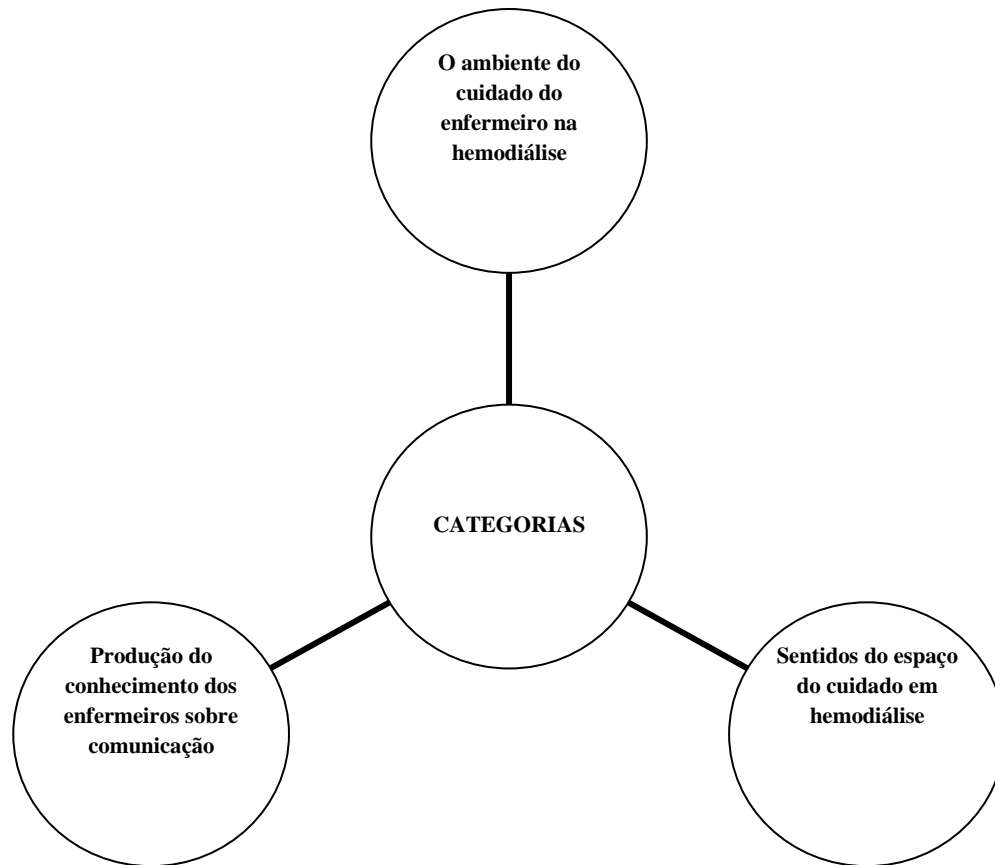 O ambiente do
cuidado do
enfermeiro na
hemodiálise
CATEGORIAS
Produção do
conhecimento dos
enfermeiros sobre
comunicação
Sentidos do espaço
do cuidado em
hemodiálise